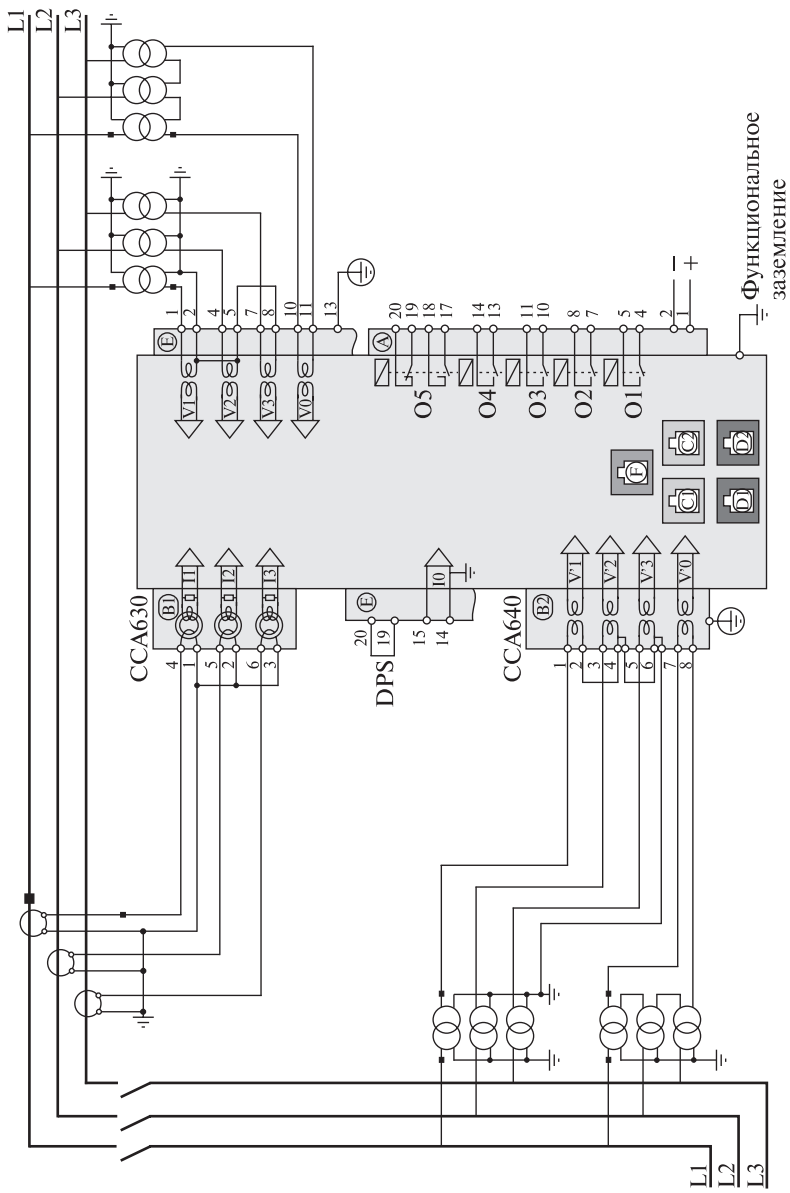 L1
L2
L3
1
2
4
5
7
8
10
11
13
E
V1
V2
V3
V0
20
19
18
17
14
13
11
10
8
7
5
4
2
1
−
+
A
O5
O4
O3
O2
O1
Функциональное
заземление
F
C1
C2
D1
D2
CCA630
B1
4
1
5
2
6
3
I1
I2
I3
E
20
19
15
14
DPS
I0
CCA640
B2
1
2
3
4
5
6
7
8
V'1
V'2
V'3
V'0
L1
L2
L3